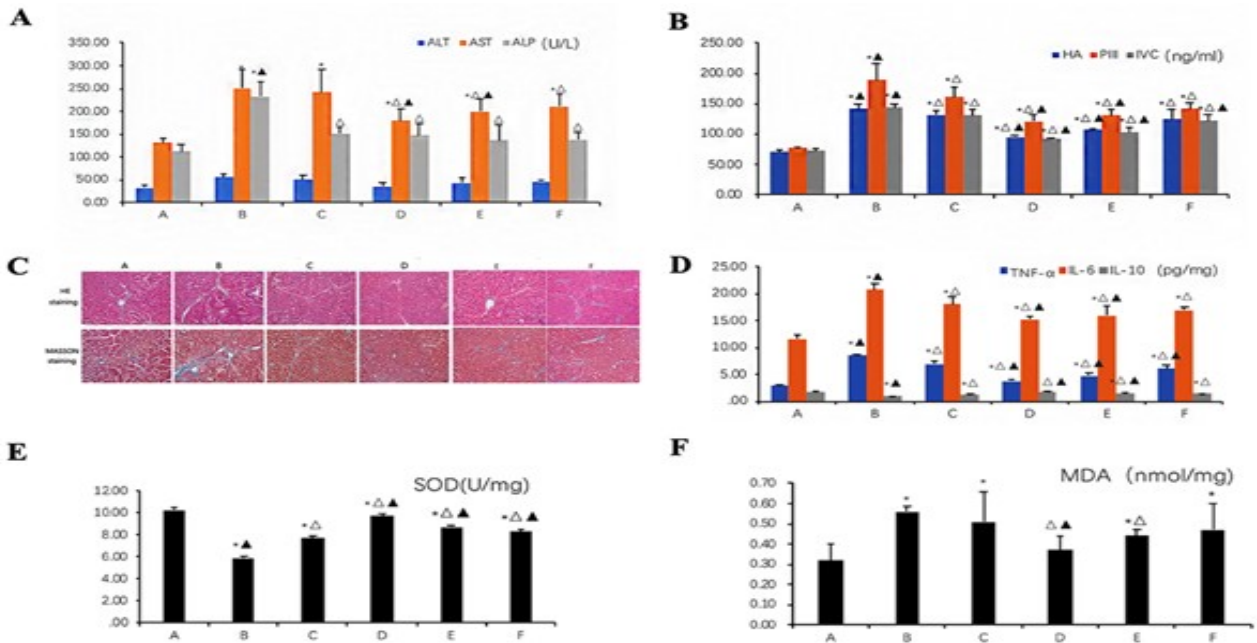 A
ALT AST ALP (U/L)
350.00
300.00
250.00
200.00
150.00
100.00
50.00
00.00
A B C D E F
B
HA PIII IVC (ng/ml)
250.00
200.00
150.00
100.00
50.00
00.00
A B C D E F
C
A B C D E F
HE
staining
MASSON
staining
D
TNF-α IL-6 IL-10 (pg/mg)
25.00
20.00
15.00
10.00
5.00
.00
A B C D E F
E
SOD(U/mg)
12.00
10.00
8.00
6.00
4.00
2.00
.00
A B C D E F
F
MDA (nmol/mg)
0.70
0.60
0.50
0.40
0.30
0.20
0.10
0.00
A B C D E F